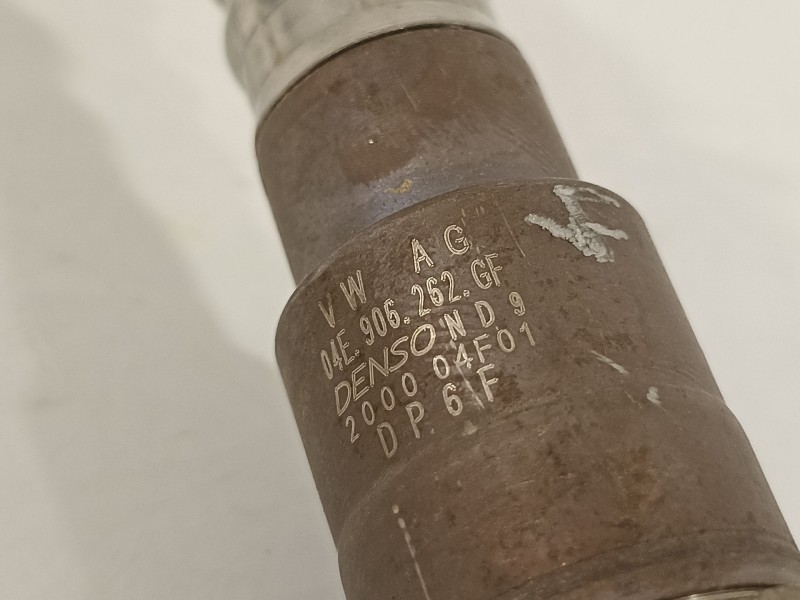 VW AG
04E.906.262.GF
DENSO ND.9
2000 04F01
DP.6F